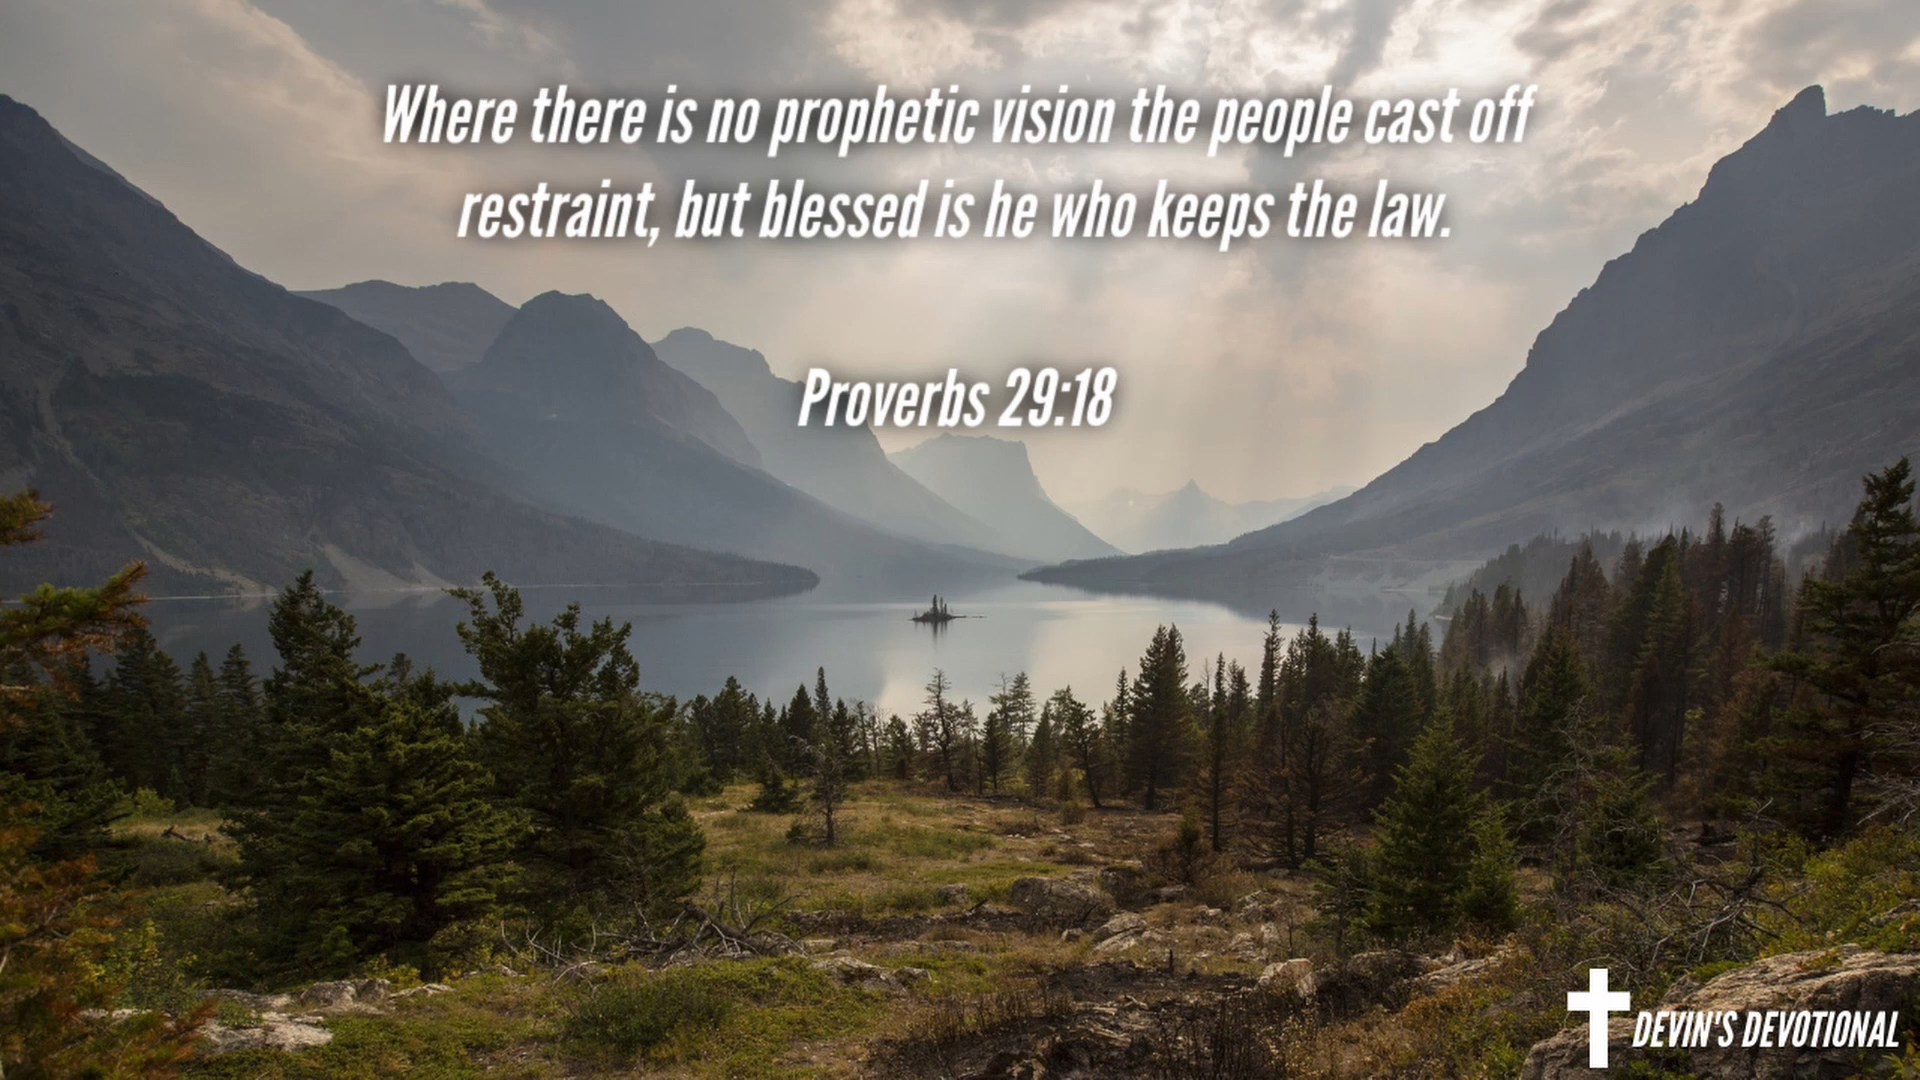 Where there is no prophetic vision the people cast off
restraint, but blessed is he who keeps the law.
Proverbs 29:18
DEVIN'S DEVOTIONAL